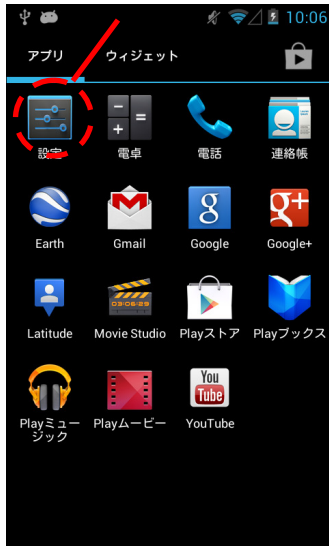 10:06
アプリ ウィジェット
設定 電卓 電話 連絡帳
Earth Gmail Google Google+
03:06:29
Latitude Movie Studio Playストア Playブックス
You
Tube
Playミュー Playムービー YouTube
ジック